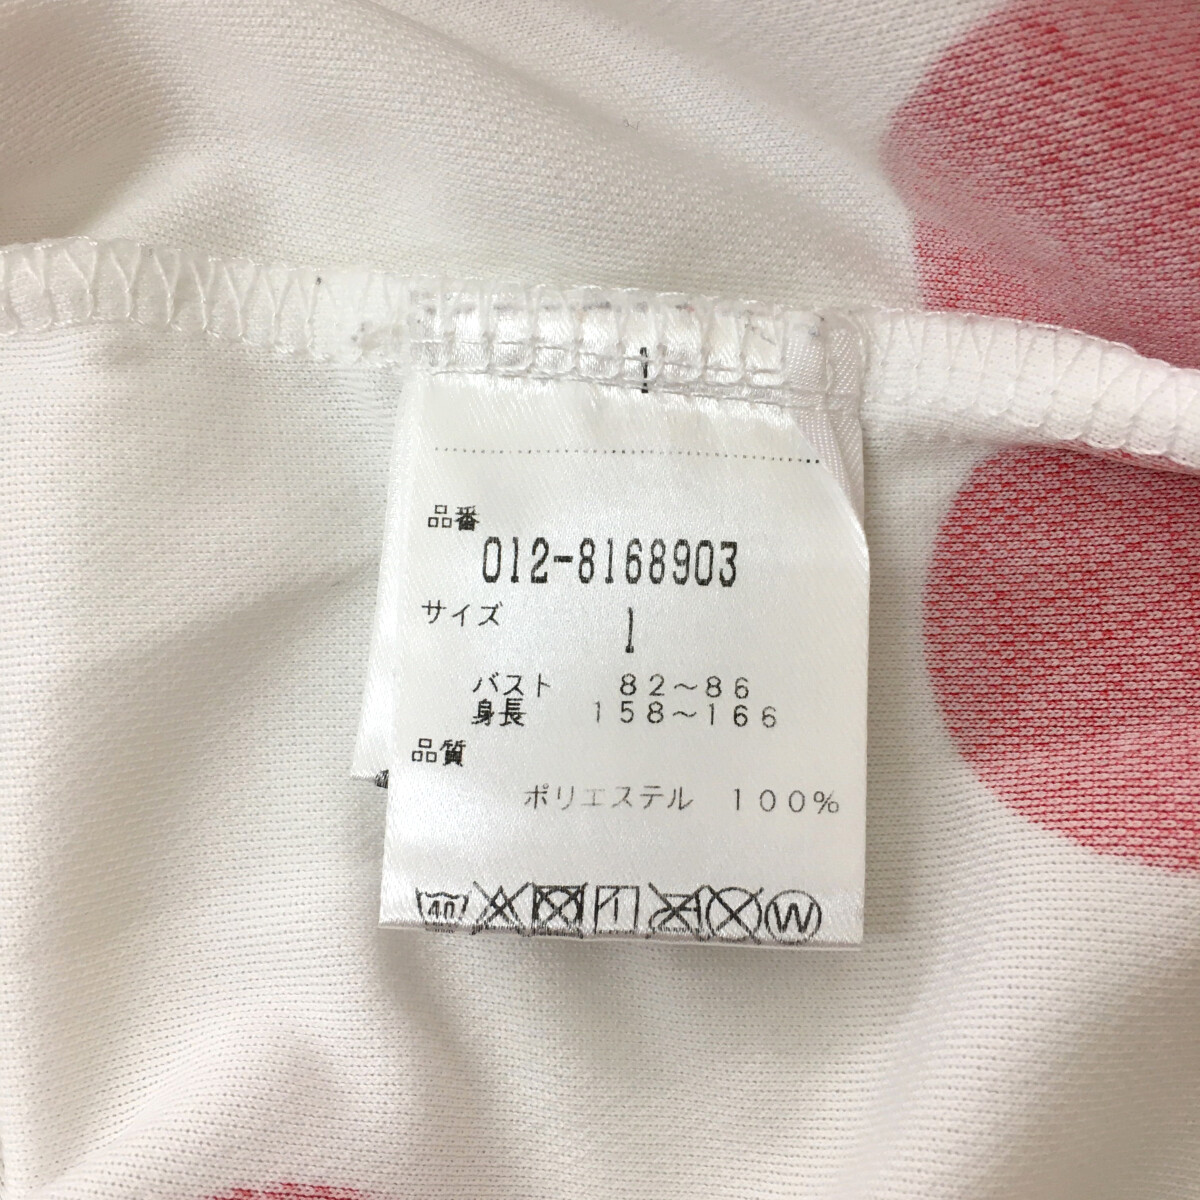 品番
012-8168903
サイズ 1
バスト 82〜86
身長 158〜166
品質
ポリエステル 100%
40 W